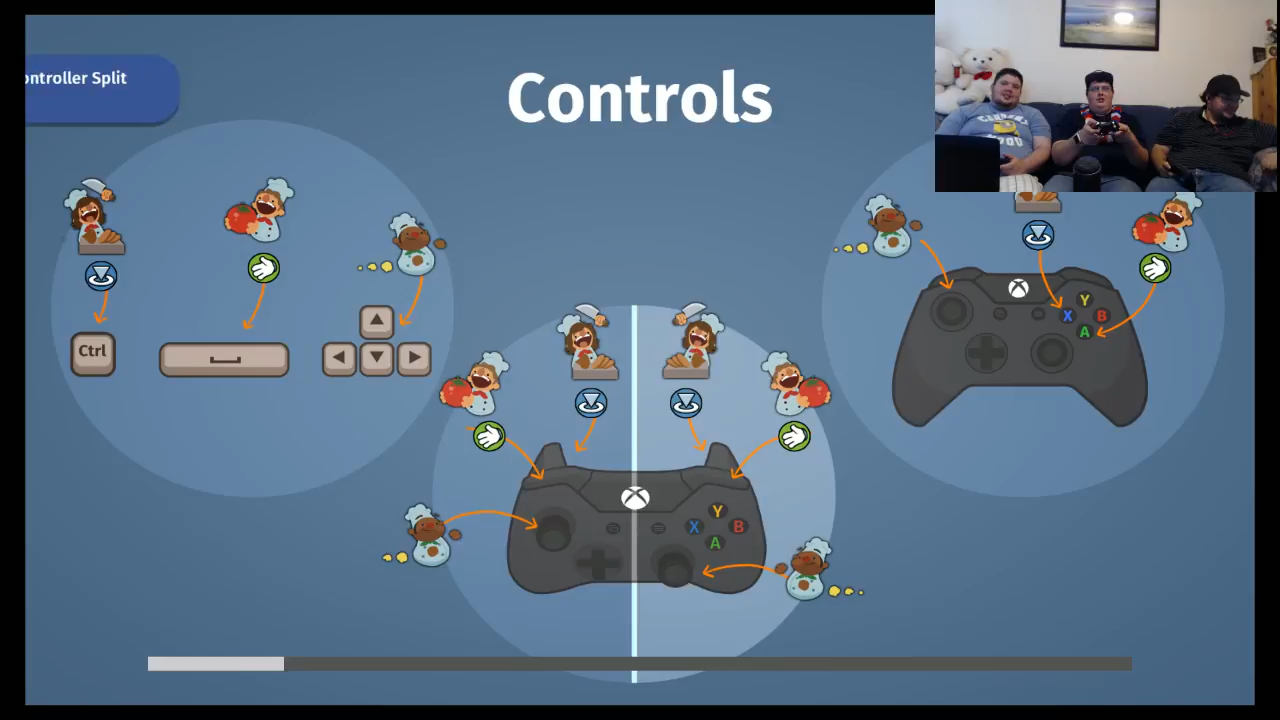 ontroller Split
Controls
Ctrl
Y
X
B
A
Y
X
B
A